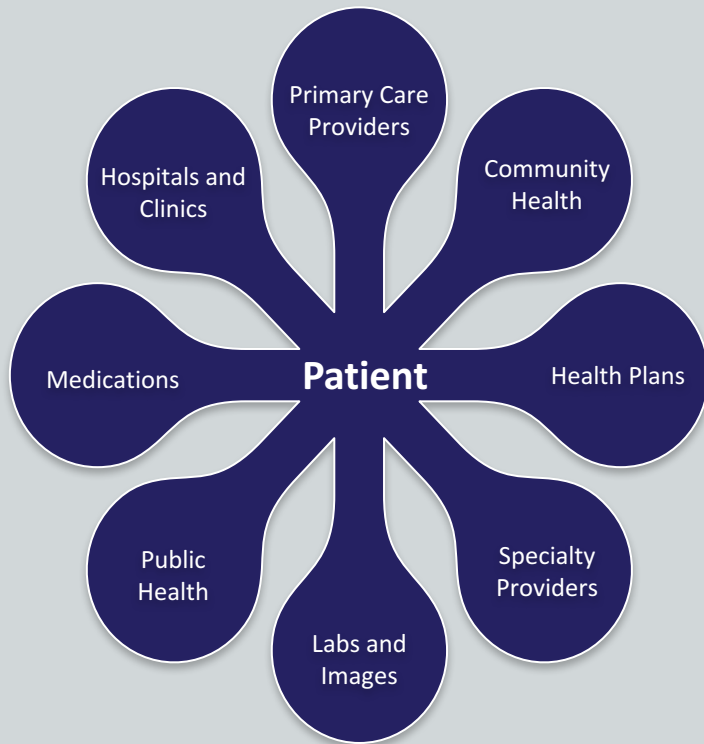 Primary Care
Providers
Community
Health
Hospitals and
Clinics
Medications
Patient
Health Plans
Public
Health
Specialty
Providers
Labs and
Images